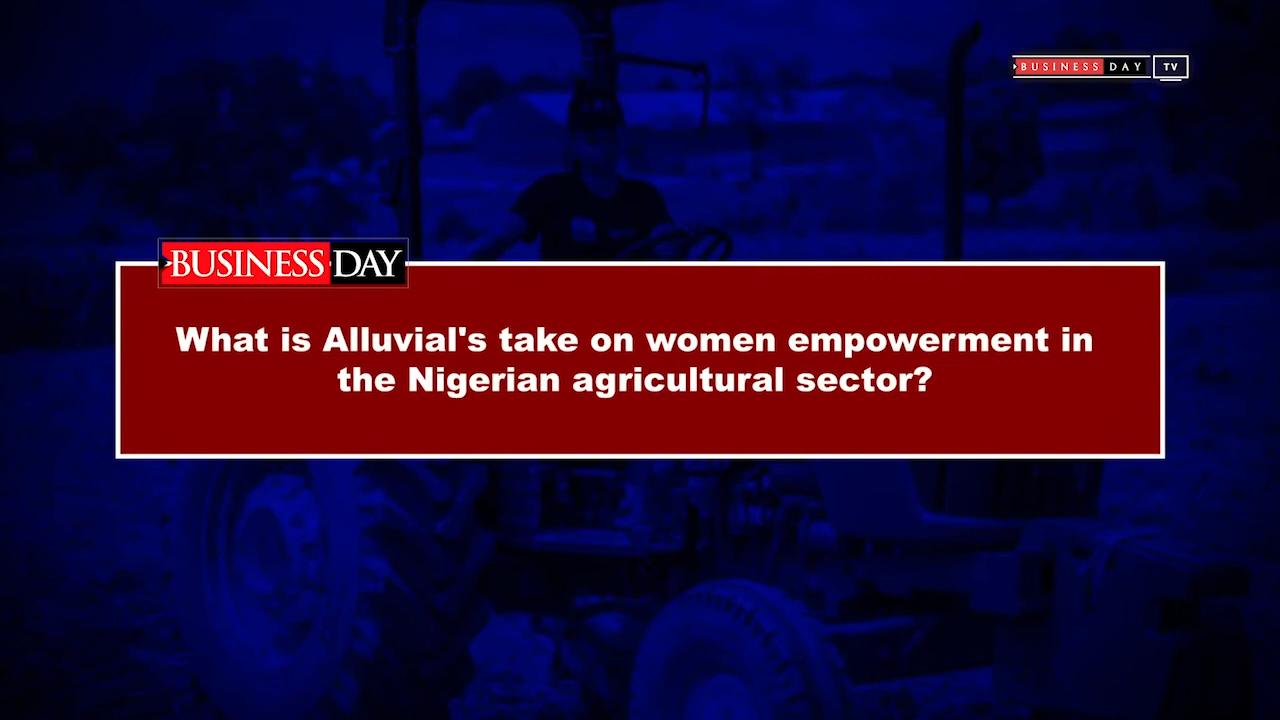 BUSINESS DAY TV
BUSINESS DAY
What is Alluvial's take on women empowerment in
the Nigerian agricultural sector?